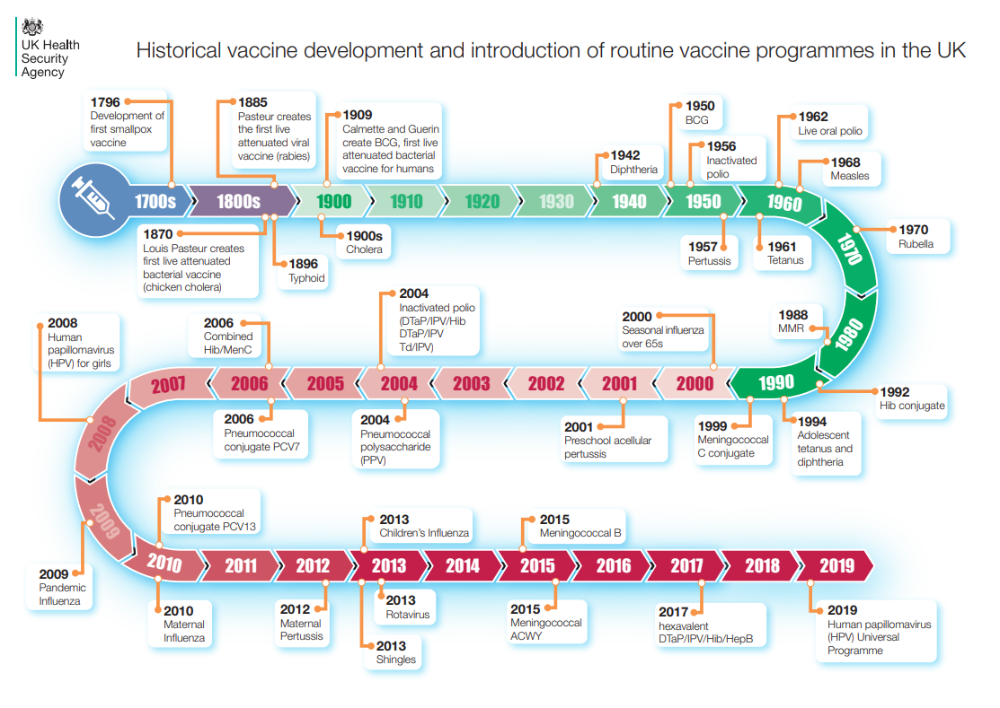 UK Health
Security
Agency
Historical vaccine development and introduction of routine vaccine programmes in the UK
1796
Development of
first smallpox
vaccine
1885
Pasteur creates
the first live
attenuated viral
vaccine (rabies)
1909
Calmette and Guerin
create BCG, first live
attenuated bacterial
vaccine for humans
1942
Diphtheria
1950
BCG
1956
Inactivated
polio
1962
Live oral polio
1968
Measles
1700s
1800s
1900
1910
1920
1930
1940
1950
1960
1970
1980
1990
1870
Louis Pasteur creates
first live attenuated
bacterial vaccine
(chicken cholera)
1896
Typhoid
1900s
Cholera
1957
Pertussis
1961
Tetanus
1970
Rubella
1988
MMR
1992
Hib conjugate
1994
Adolescent
tetanus and
diphtheria
1999
Meningococcal
C conjugate
2000
Seasonal influenza
over 65s
2001
Preschool acellular
pertussis
2004
Inactivated polio
(DTaP/IPV/Hib
DTaP/IPV
Td/IPV)
2004
Pneumococcal
polysaccharide
(PPV)
2006
Combined
Hib/MenC
2006
Pneumococcal
conjugate PCV7
2008
Human
papillomavirus
(HPV) for girls
2000
2001
2002
2003
2004
2005
2006
2007
2008
2009
2009
Pandemic
Influenza
2010
Pneumococcal
conjugate PCV13
2010
Maternal
Influenza
2012
Maternal
Pertussis
2013
Children's Influenza
2013
Rotavirus
2013
Shingles
2015
Meningococcal B
2015
Meningococcal
ACWY
2017
hexavalent
DTaP/IPV/Hib/HepB
2019
Human papillomavirus
(HPV) Universal
Programme
2010
2011
2012
2013
2014
2015
2016
2017
2018
2019